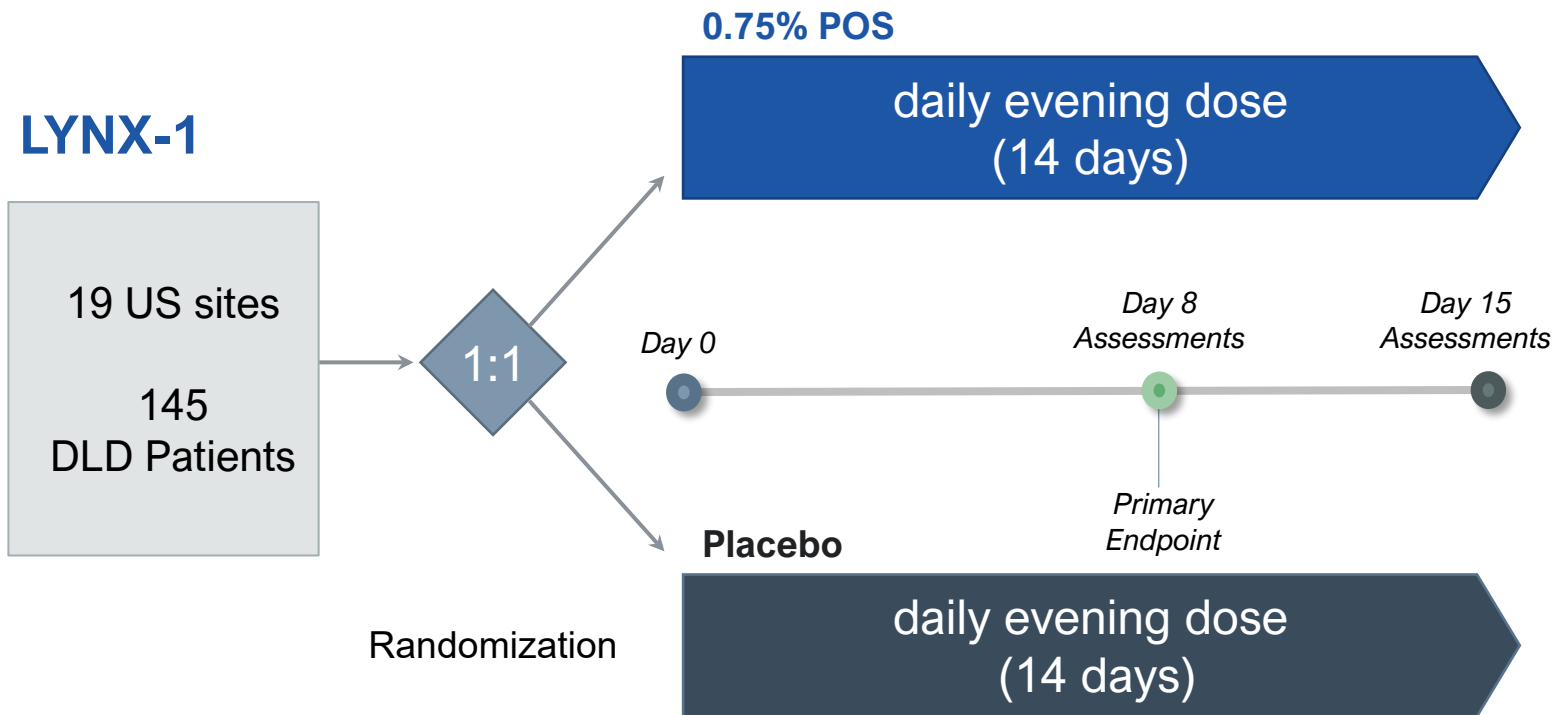 0.75% POS
daily evening dose
(14 days)
LYNX-1
19 US sites
145
DLD Patients
1:1
Day 0
Day 8
Assessments
Day 15
Assessments
Primary
Endpoint
Placebo
daily evening dose
(14 days)
Randomization